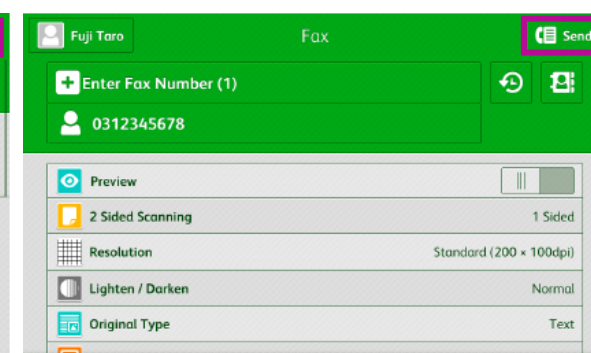 Fuji Taro
Fax
Send
Enter Fax Number (1)
0312345678
Preview
2 Sided Scanning
1 Sided
Resolution
Standard (200 × 100dpi)
Lighten / Darken
Normal
Original Type
Text